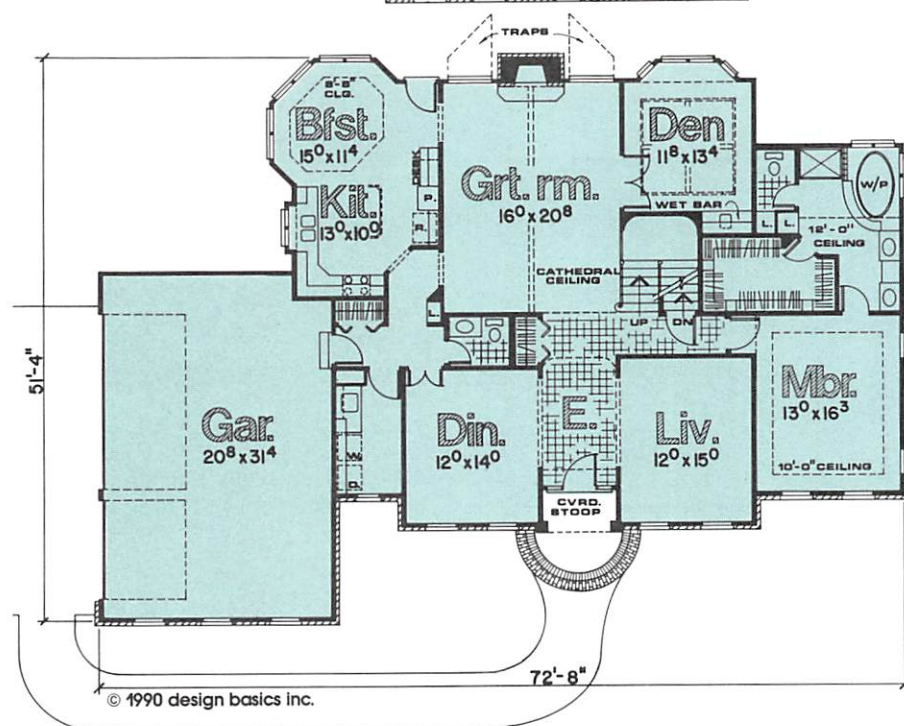 TRAPS
8'-8"
CLG.
Bfst.
15⁰ x 11⁴
DESK
P.
R.
Kit.
13⁰ x 10⁰
Grt. rm.
16⁰ x 20⁸
CATHEDRAL
CEILING
Den
11⁸ x 13⁴
WET BAR
L. L.
W/P
12'-0"
CEILING
UP
DN
L.
51'-4"
Gar.
20⁸ x 31⁴
W.
D.
Din.
12⁰ x 14⁰
E.
Liv.
12⁰ x 15⁰
Mbr.
13⁰ x 16³
10'-0" CEILING
CVRD.
STOOP
72'-8"
© 1990 design basics inc.